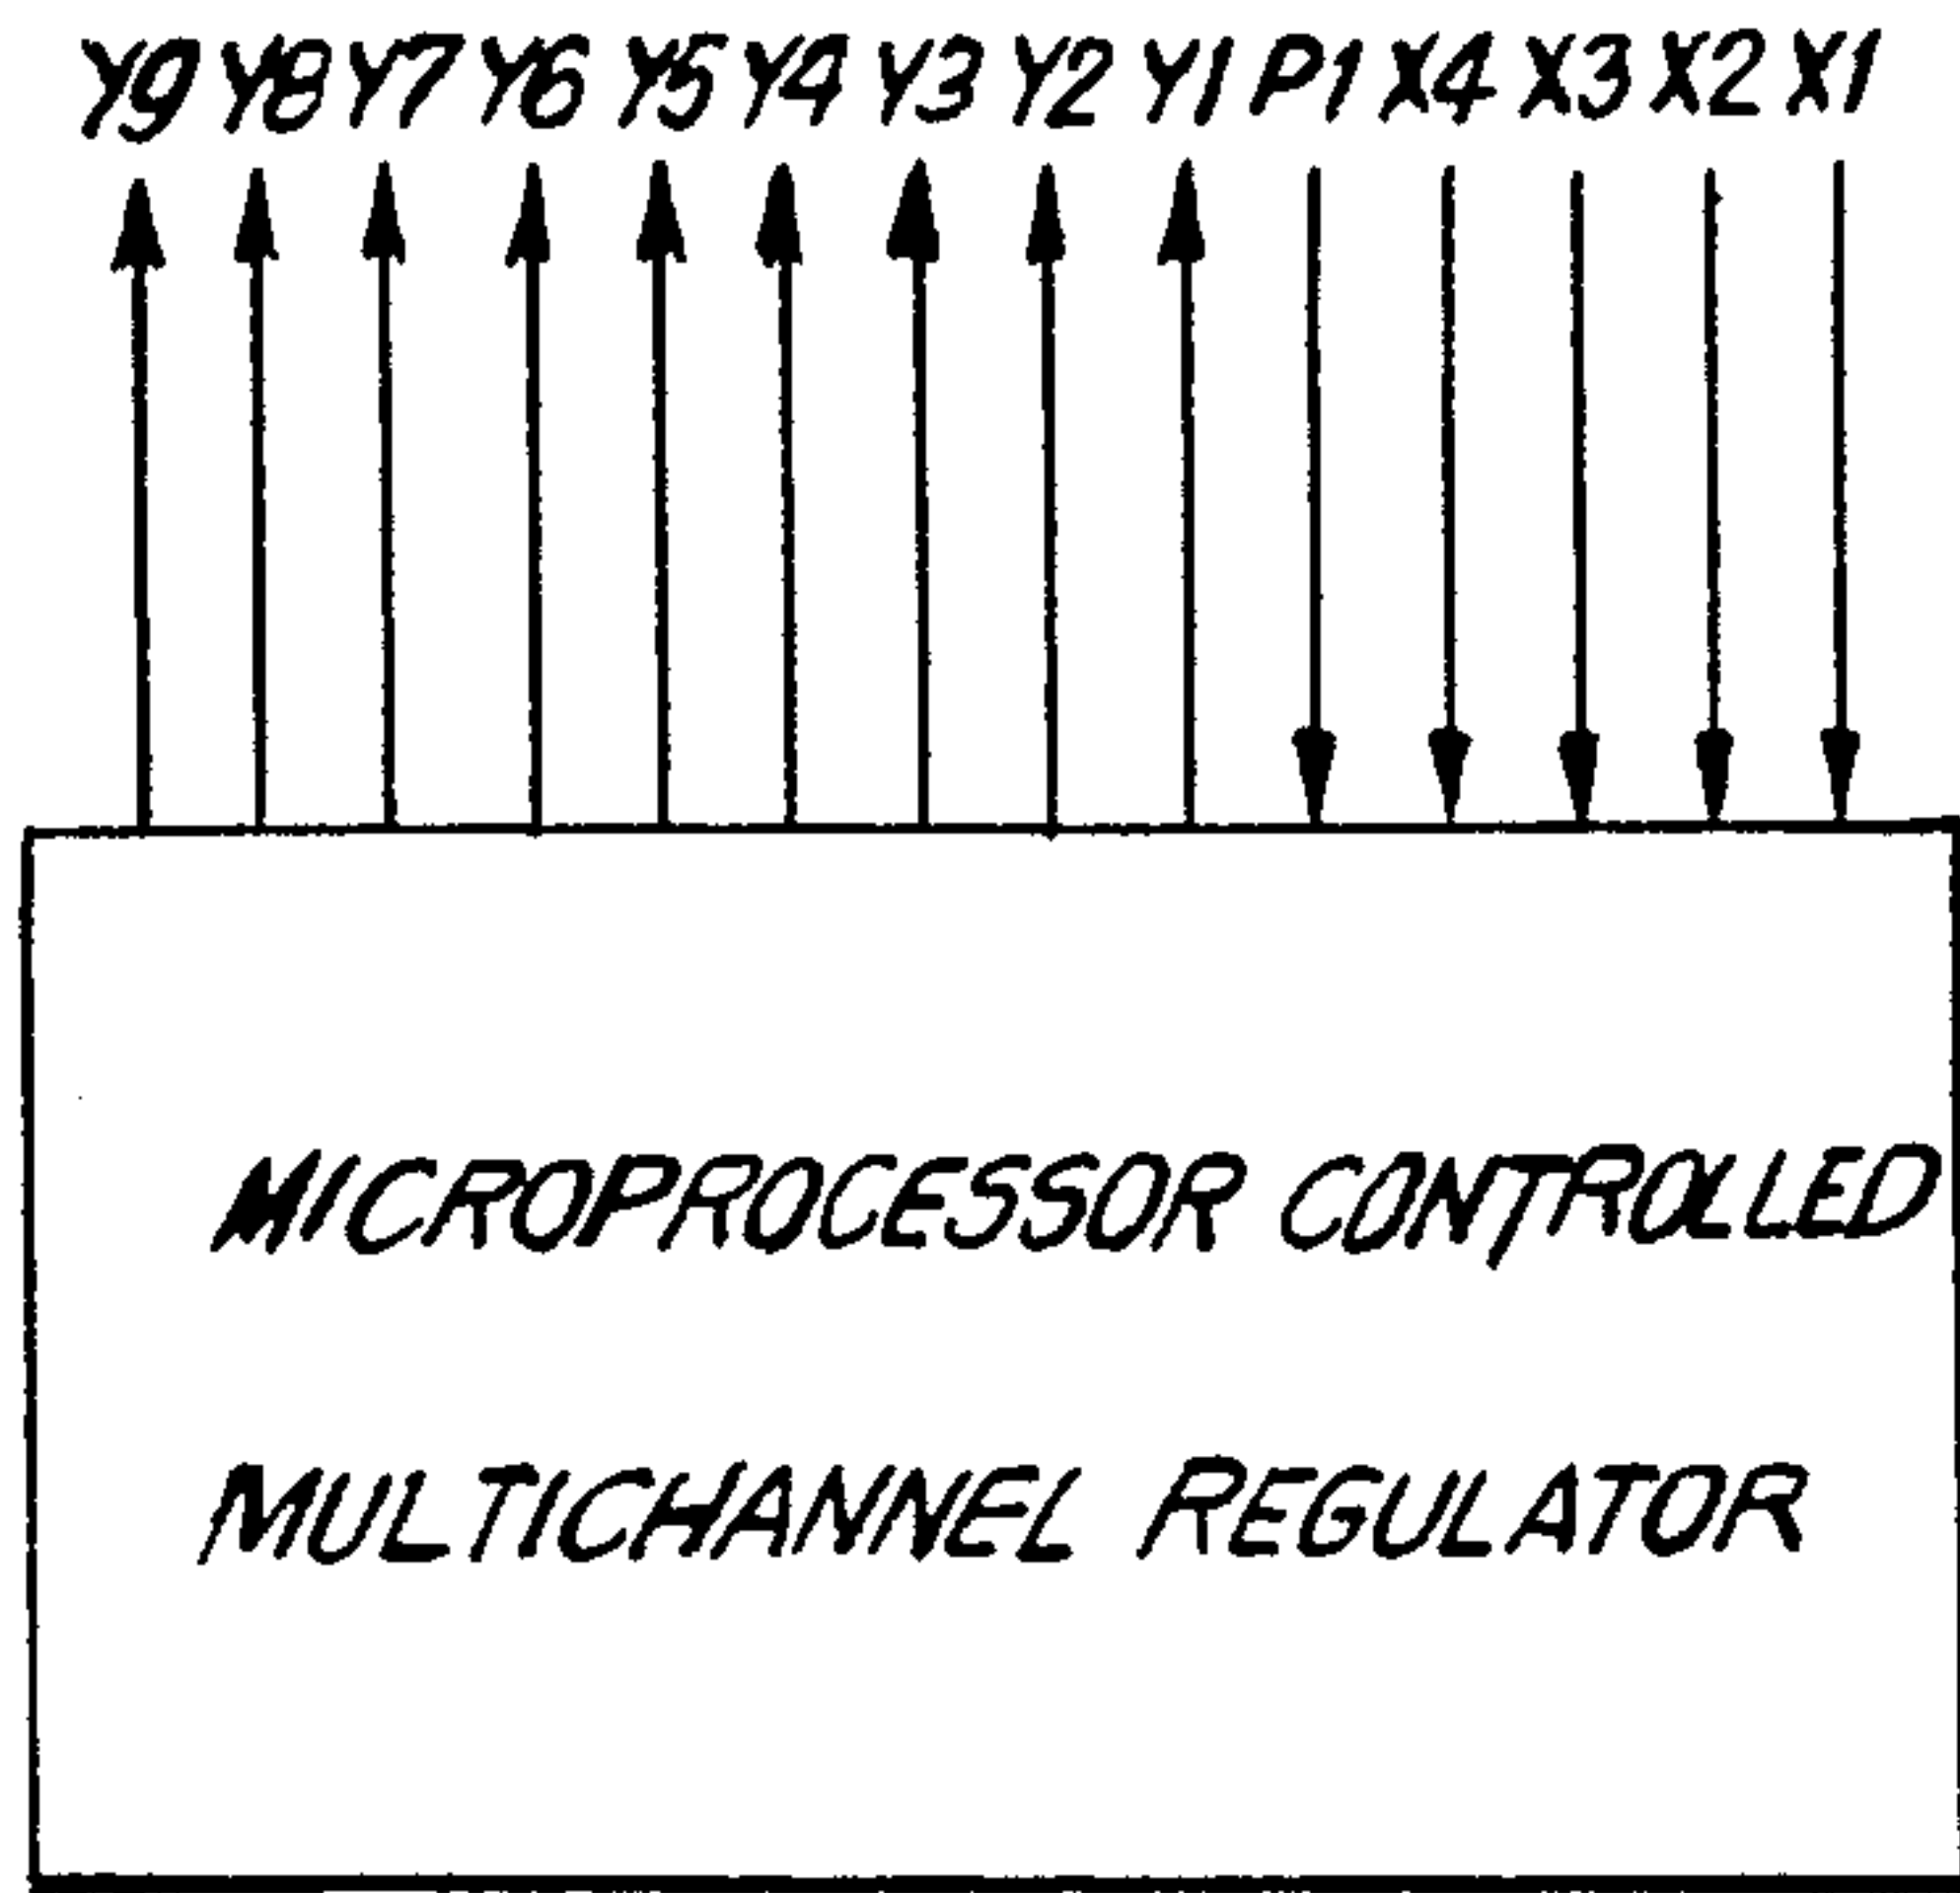 Y9 Y8 Y7 Y6 Y5 Y4 Y3 Y2 Y1 P1 X4 X3 X2 X1
MICROPROCESSOR CONTROLLED
MULTICHANNEL REGULATOR